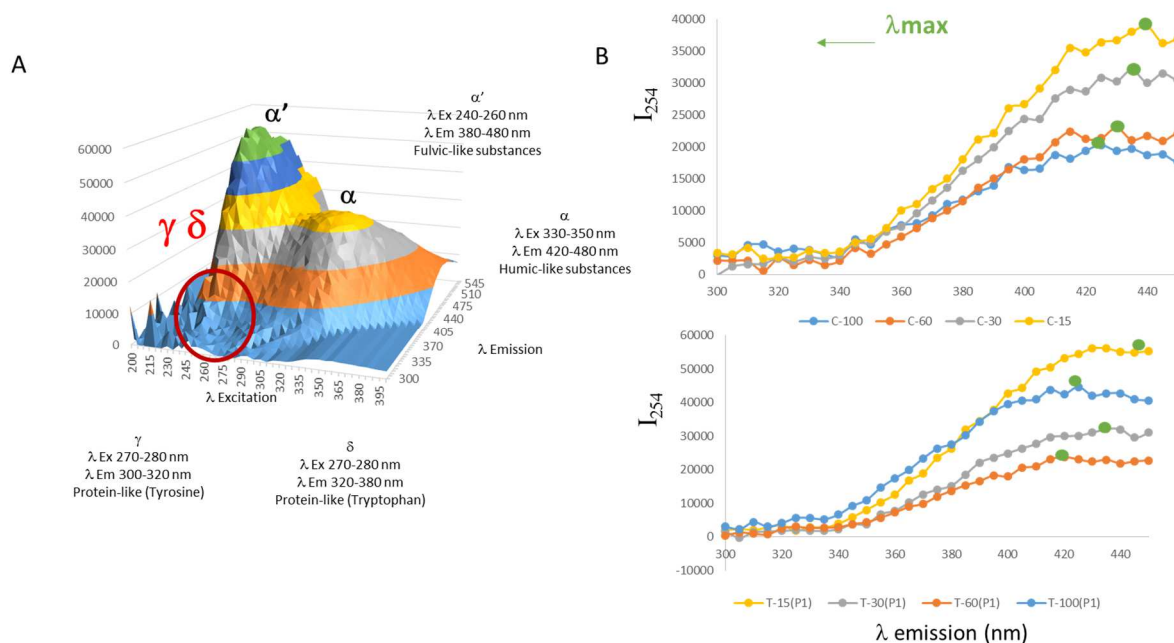 A
α'
α'
λ Ex 240-260 nm
λ Em 380-480 nm
Fulvic-like substances
60000
50000
40000
30000
20000
10000
0
γ δ
α
α
λ Ex 330-350 nm
λ Em 420-480 nm
Humic-like substances
545
510
475
440
405
370
335
300
λ Emission
200
215
230
245
260
275
290
305
320
335
350
365
380
395
λ Excitation
γ
λ Ex 270-280 nm
λ Em 300-320 nm
Protein-like (Tyrosine)
δ
λ Ex 270-280 nm
λ Em 320-380 nm
Protein-like (Tryptophan)
B
λmax
I254
40000
35000
30000
25000
20000
15000
10000
5000
0
300 320 340 360 380 400 420 440
C-100 C-60 C-30 C-15
I254
60000
50000
40000
30000
20000
10000
0
-10000
300 320 340 360 380 400 420 440
T-15(P1) T-30(P1) T-60(P1) T-100(P1)
λ emission (nm)